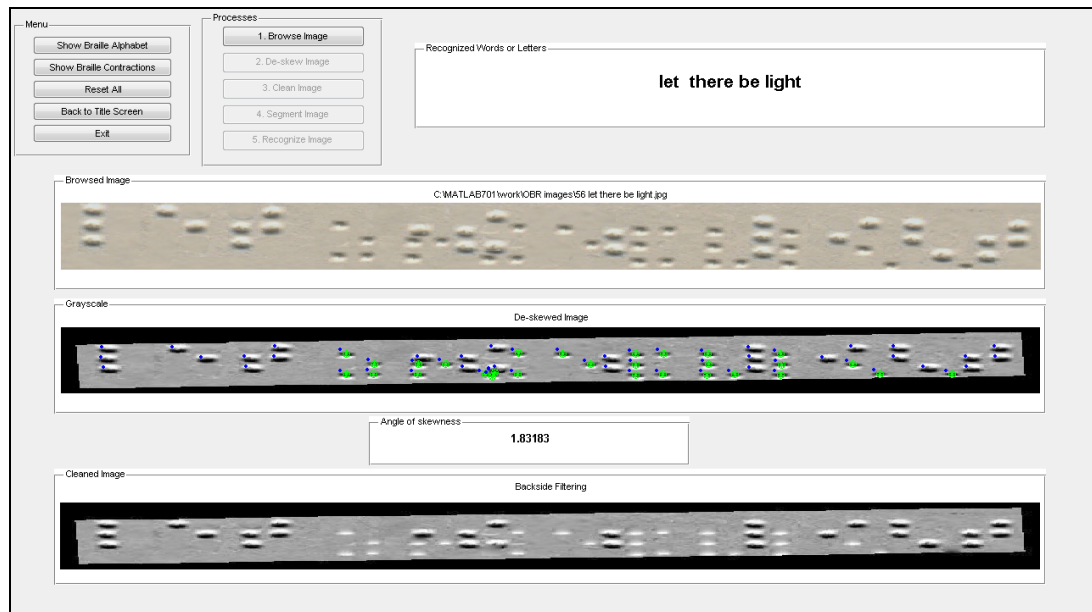 Menu
Show Braille Alphabet
Show Braille Contractions
Reset All
Back to Title Screen
Exit
Processes
1. Browse Image
2. De-skew Image
3. Clean Image
4. Segment Image
5. Recognize Image
Recognized Words or Letters
let there be light
Browsed Image
C:\MATLAB701\work\OBR images\56 let there be light.jpg
Grayscale
De-skewed Image
Angle of skewness
1.83183
Cleaned Image
Backside Filtering